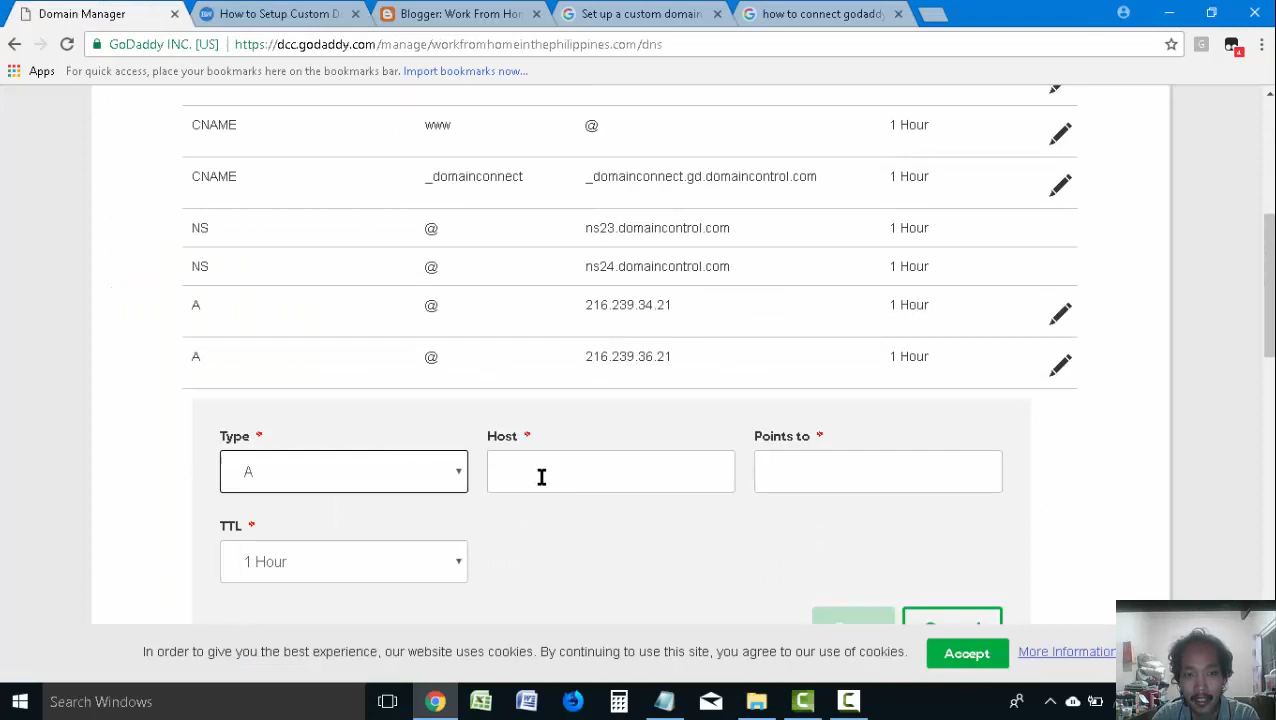 Domain Manager
How to Setup Custom D
Blogger: Work From Hom
Set up a custom domain
how to connect godaddy
GoDaddy INC. [US]
https://dcc.godaddy.com/manage/workfromhomeinthephilippines.com/dns
Apps
For quick access, place your bookmarks here on the bookmarks bar. Import bookmarks now...
CNAME www @ 1 Hour
CNAME _domainconnect _domainconnect.gd.domaincontrol.com 1 Hour
NS @ ns23.domaincontrol.com 1 Hour
NS @ ns24.domaincontrol.com 1 Hour
A @ 216.239.34.21 1 Hour
A @ 216.239.36.21 1 Hour
Type * Host * Points to *
A
TTL *
1 Hour
In order to give you the best experience, our website uses cookies. By continuing to use this site, you agree to our use of cookies.
Accept
More Information
Search Windows